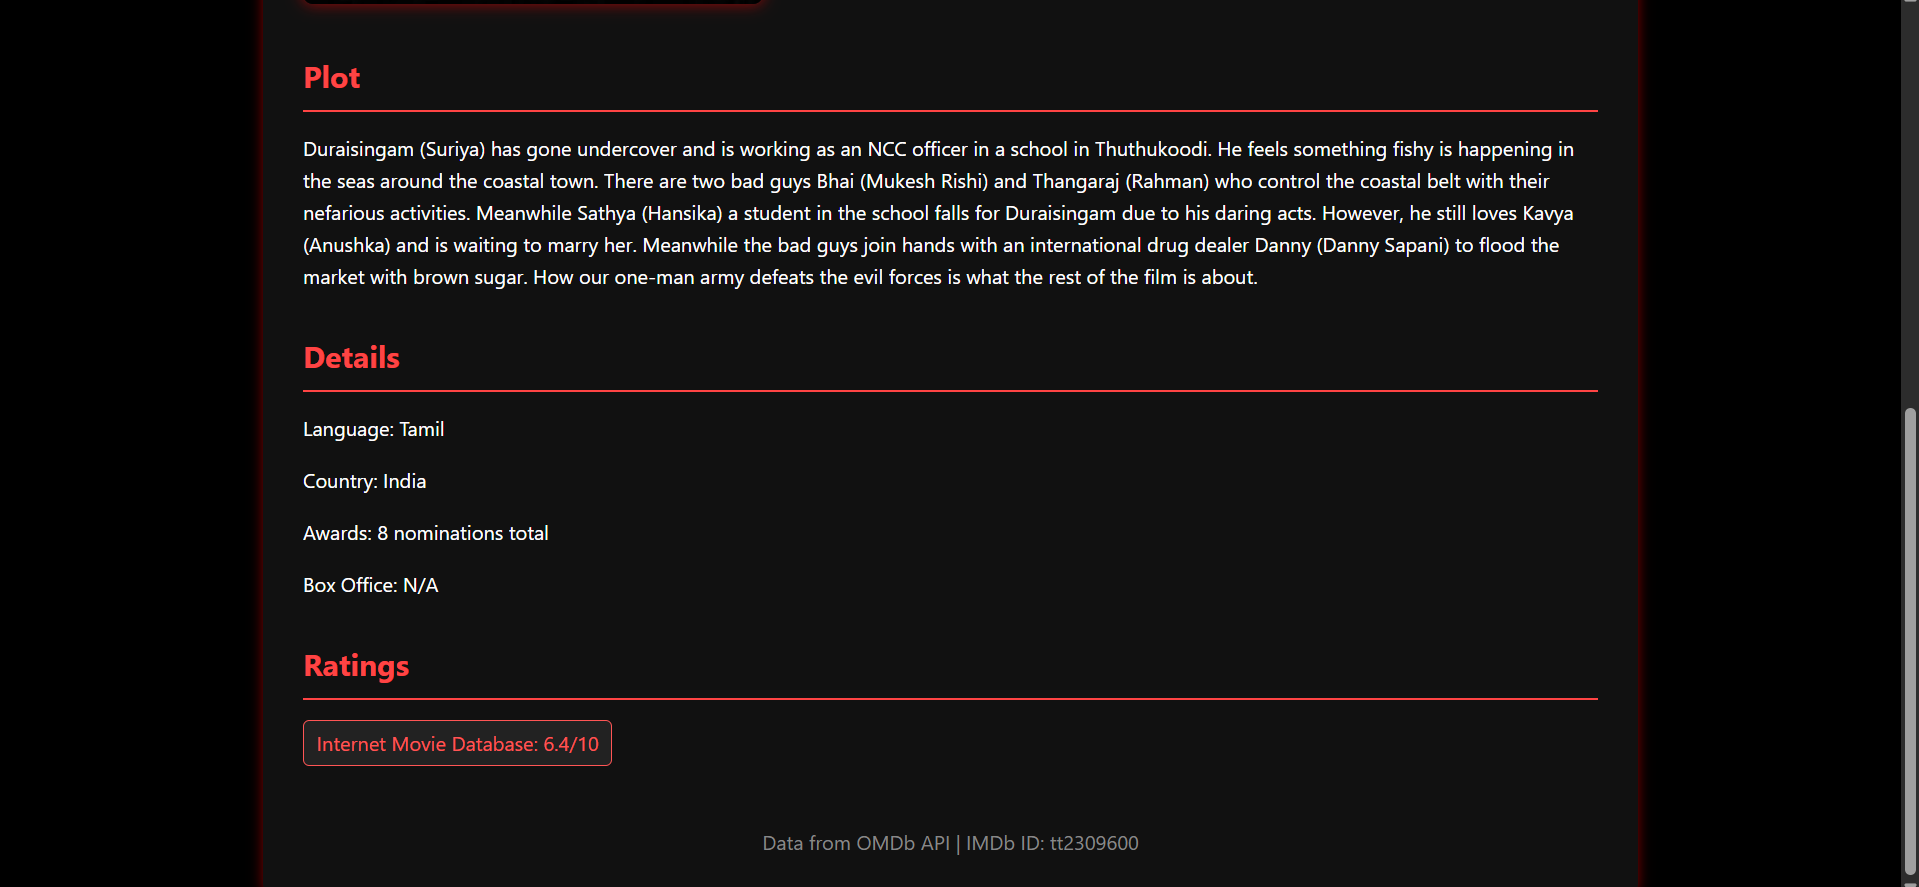 Plot
Duraisingam (Suriya) has gone undercover and is working as an NCC officer in a school in Thuthukoodi. He feels something fishy is happening in
the seas around the coastal town. There are two bad guys Bhai (Mukesh Rishi) and Thangaraj (Rahman) who control the coastal belt with their
nefarious activities. Meanwhile Sathya (Hansika) a student in the school falls for Duraisingam due to his daring acts. However, he still loves Kavya
(Anushka) and is waiting to marry her. Meanwhile the bad guys join hands with an international drug dealer Danny (Danny Sapani) to flood the
market with brown sugar. How our one-man army defeats the evil forces is what the rest of the film is about.
Details
Language: Tamil
Country: India
Awards: 8 nominations total
Box Office: N/A
Ratings
Internet Movie Database: 6.4/10
Data from OMDb API | IMDb ID: tt2309600